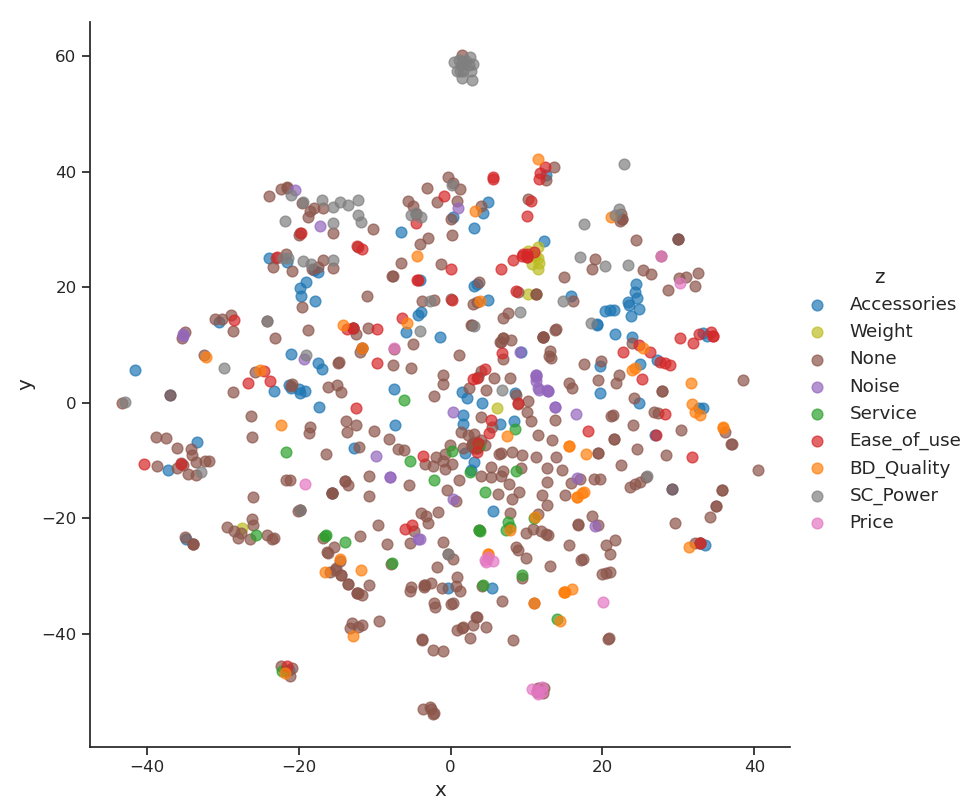 60
40
20
0
−20
−40
y
−40
−20
0
20
40
x
z
Accessories
Weight
None
Noise
Service
Ease_of_use
BD_Quality
SC_Power
Price